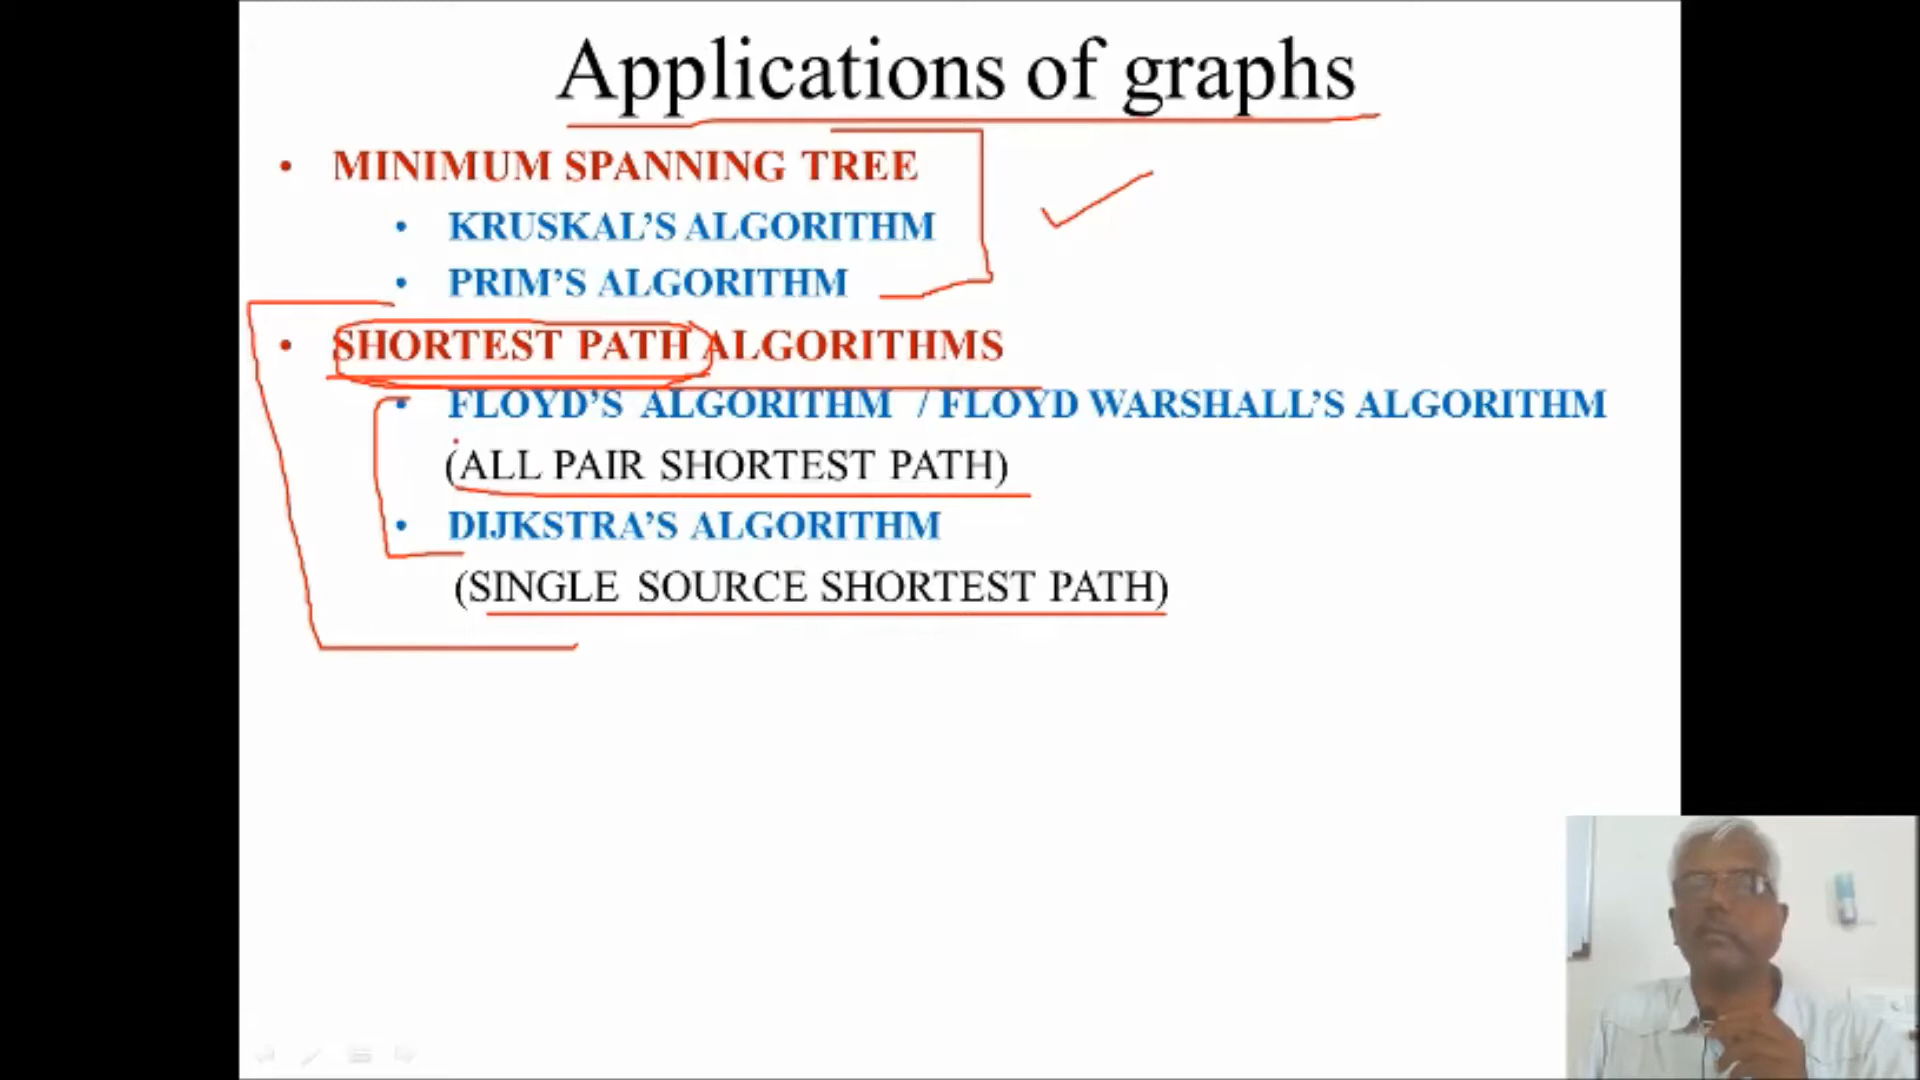 Applications of graphs
• MINIMUM SPANNING TREE
• KRUSKAL’S ALGORITHM
• PRIM’S ALGORITHM
• SHORTEST PATH ALGORITHMS
• FLOYD’S ALGORITHM / FLOYD WARSHALL’S ALGORITHM
(ALL PAIR SHORTEST PATH)
• DIJKSTRA’S ALGORITHM
(SINGLE SOURCE SHORTEST PATH)